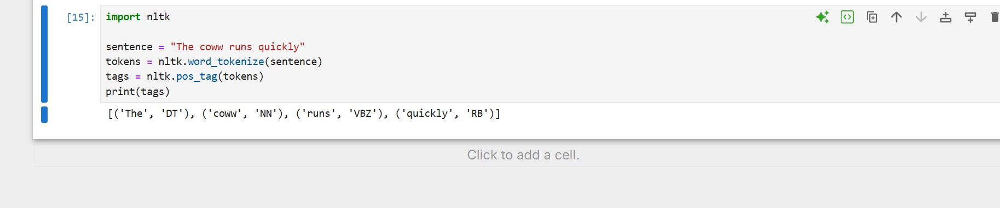 [15]: import nltk
sentence = "The coww runs quickly"
tokens = nltk.word_tokenize(sentence)
tags = nltk.pos_tag(tokens)
print(tags)
[('The', 'DT'), ('coww', 'NN'), ('runs', 'VBZ'), ('quickly', 'RB')]
Click to add a cell.